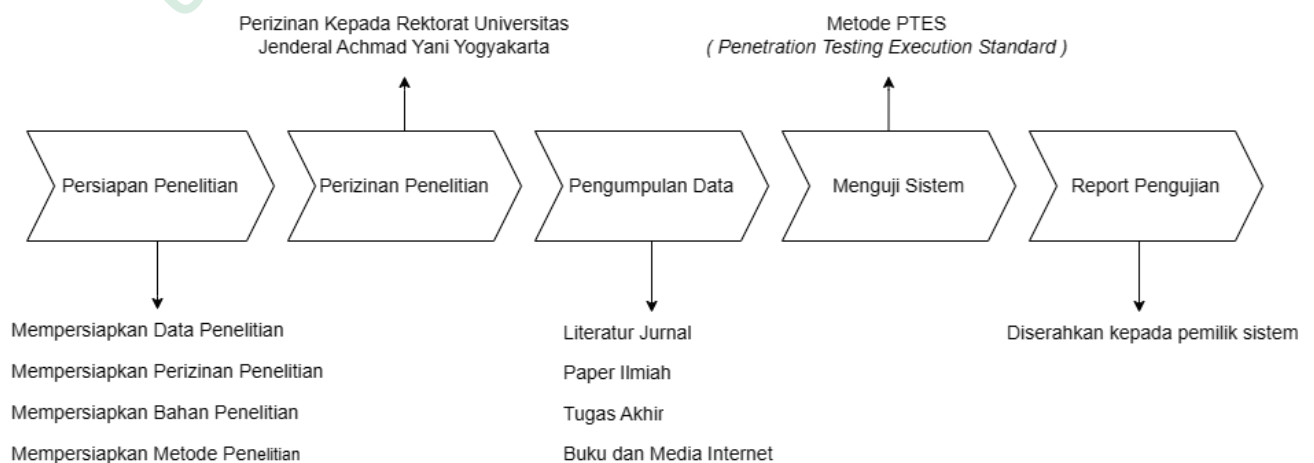 Perizinan Kepada Rektorat Universitas
Jenderal Achmad Yani Yogyakarta
Metode PTES
( Penetration Testing Execution Standard )
Persiapan Penelitian
Perizinan Penelitian
Pengumpulan Data
Menguji Sistem
Report Pengujian
Mempersiapkan Data Penelitian
Mempersiapkan Perizinan Penelitian
Mempersiapkan Bahan Penelitian
Mempersiapkan Metode Penelitian
Literatur Jurnal
Paper Ilmiah
Tugas Akhir
Buku dan Media Internet
Diserahkan kepada pemilik sistem